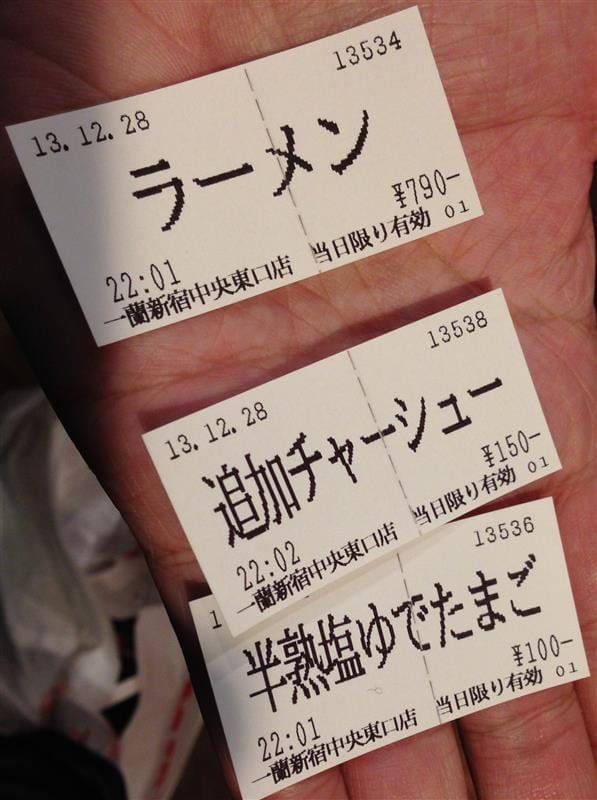 13534
13.12.28
ラーメン
¥790-
22:01
当日限り有効 01
一蘭新宿中央東口店
13538
13.12.28
追加チャーシュー
¥150-
22:02
当日限り有効 01
一蘭新宿中央東口店
13536
1
半熟塩ゆでたまご
¥100-
22:01
当日限り有効 01
一蘭新宿中央東口店